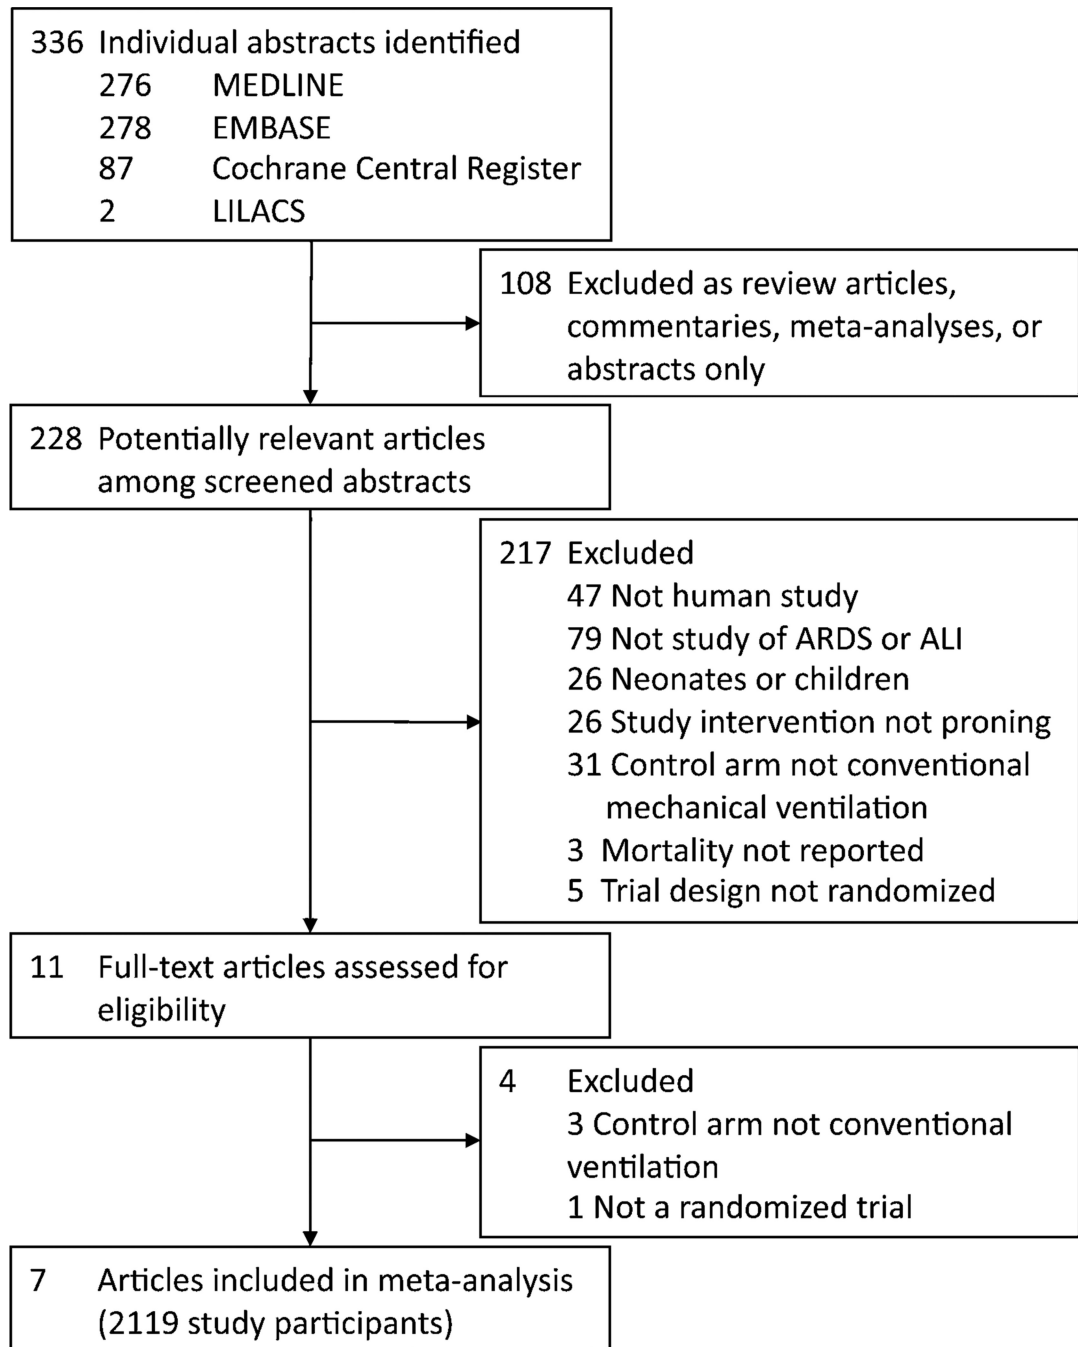 336 Individual abstracts identified
276 MEDLINE
278 EMBASE
87 Cochrane Central Register
2 LILACS
108 Excluded as review articles,
commentaries, meta-analyses, or
abstracts only
228 Potentially relevant articles
among screened abstracts
217 Excluded
47 Not human study
79 Not study of ARDS or ALI
26 Neonates or children
26 Study intervention not proning
31 Control arm not conventional
mechanical ventilation
3 Mortality not reported
5 Trial design not randomized
11 Full-text articles assessed for
eligibility
4 Excluded
3 Control arm not conventional
ventilation
1 Not a randomized trial
7 Articles included in meta-analysis
(2119 study participants)